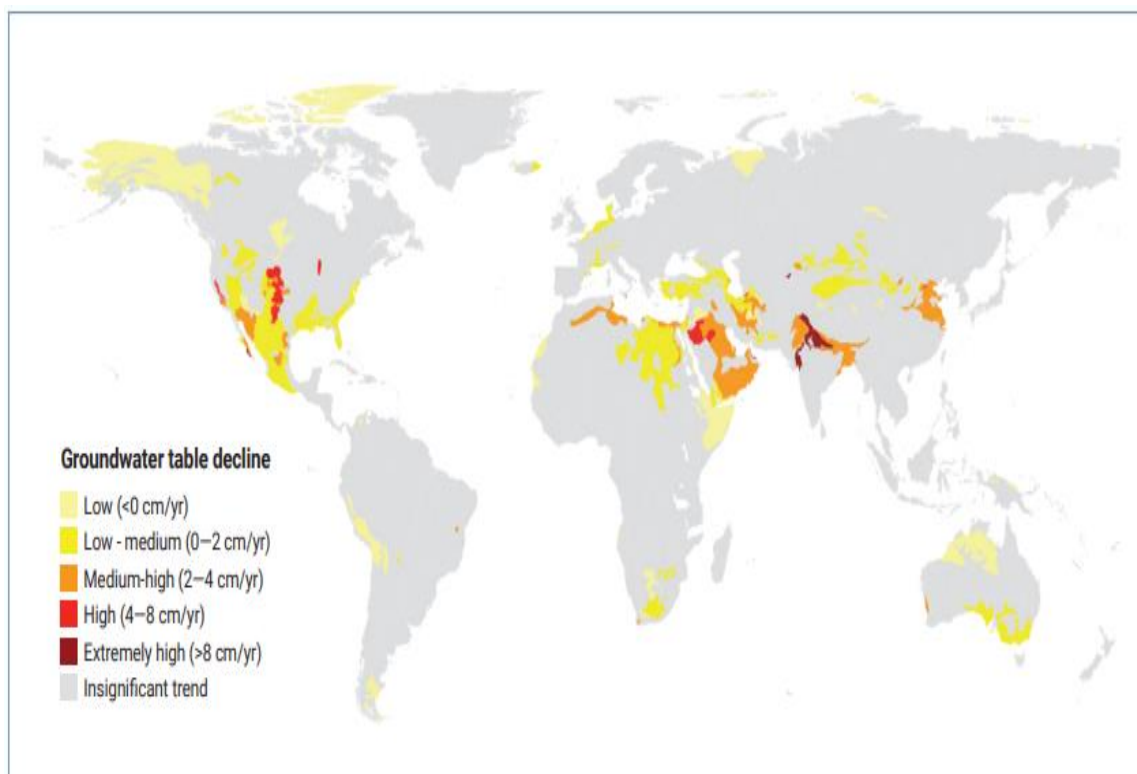 Groundwater table decline
Low (<0 cm/yr)
Low - medium (0–2 cm/yr)
Medium-high (2–4 cm/yr)
High (4–8 cm/yr)
Extremely high (>8 cm/yr)
Insignificant trend